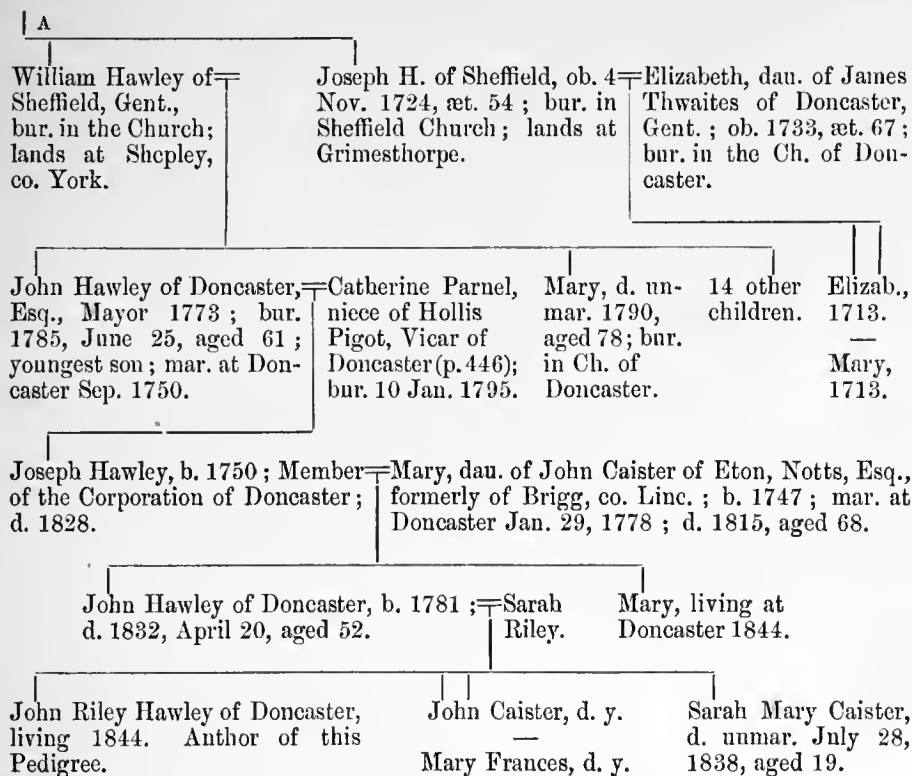 A
William Hawley of
Sheffield, Gent.,
bur. in the Church;
lands at Shepley,
co. York.
Joseph H. of Sheffield, ob. 4
Nov. 1724, æt. 54 ; bur. in
Sheffield Church ; lands at
Grimesthorpe.
Elizabeth, dau. of James
Thwaites of Doncaster,
Gent. ; ob. 1733, æt. 67 ;
bur. in the Ch. of Don-
caster.
John Hawley of Doncaster,
Esq., Mayor 1773 ; bur.
1785, June 25, aged 61 ;
youngest son ; mar. at Don-
caster Sep. 1750.
Catherine Parnel,
niece of Hollis
Pigot, Vicar of
Doncaster (p. 446);
bur. 10 Jan. 1795.
Mary, d. un-
mar. 1790,
aged 78; bur.
in Ch. of
Doncaster.
14 other
children.
Elizab.,
1713.
—
Mary,
1713.
Joseph Hawley, b. 1750 ; Member
of the Corporation of Doncaster ;
d. 1828.
Mary, dau. of John Caister of Eton, Notts, Esq.,
formerly of Brigg, co. Linc. ; b. 1747 ; mar. at
Doncaster Jan. 29, 1778 ; d. 1815, aged 68.
John Hawley of Doncaster, b. 1781 ;
d. 1832, April 20, aged 52.
Sarah
Riley.
Mary, living at
Doncaster 1844.
John Riley Hawley of Doncaster,
living 1844. Author of this
Pedigree.
John Caister, d. y.
—
Mary Frances, d. y.
Sarah Mary Caister,
d. unmar. July 28,
1838, aged 19.